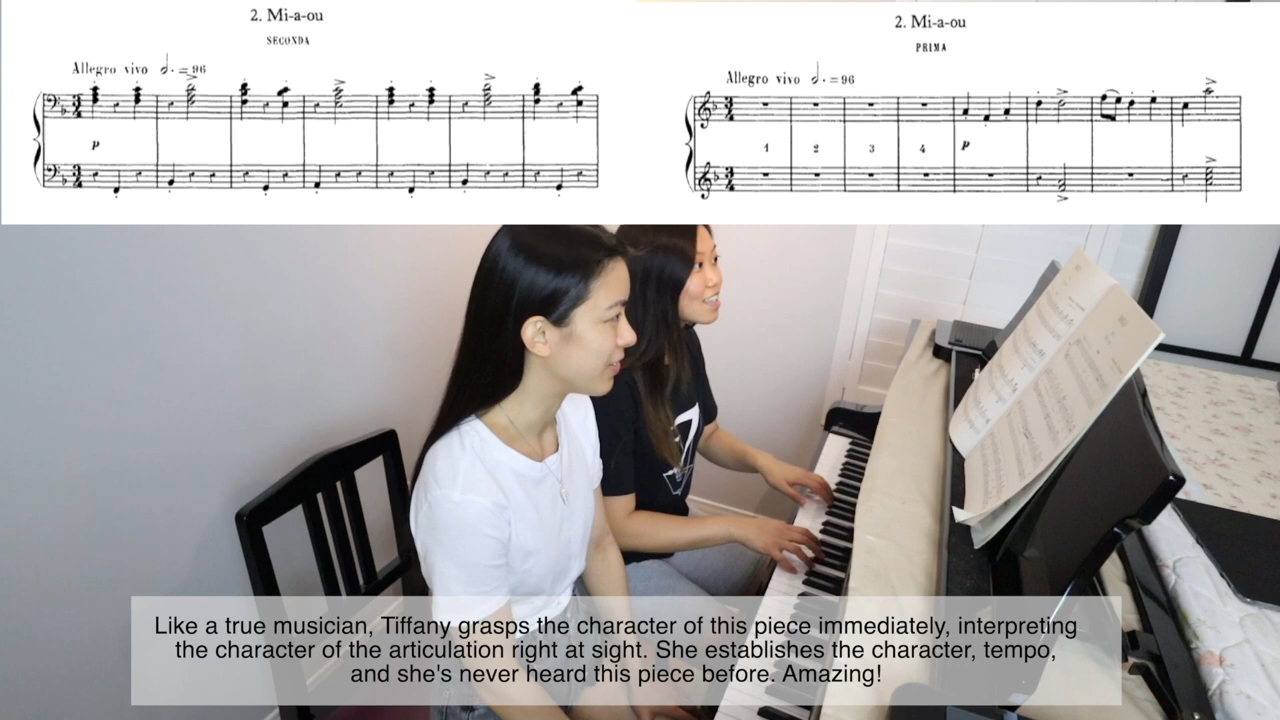 2. Mi-a-ou
SECONDA
Allegro vivo 𝅗𝅥. = 96
p
2. Mi-a-ou
PRIMA
Allegro vivo 𝅗𝅥. = 96
1 2 3 4 p
Like a true musician, Tiffany grasps the character of this piece immediately, interpreting
the character of the articulation right at sight. She establishes the character, tempo,
and she's never heard this piece before. Amazing!